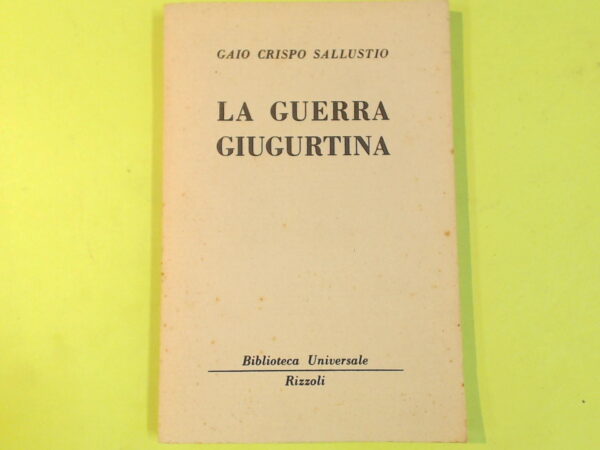 GAIO CRISPO SALLUSTIO
LA GUERRA
GIUGURTINA
Biblioteca Universale
Rizzoli